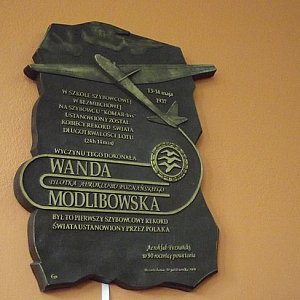 13-14 maja
1937
W SZKOLE SZYBOWCOWEJ
W BEZMIECHOWEJ
NA SZYBOWCU "KOMAR-bis"
USTANOWIONY ZOSTAŁ
KOBIECY REKORD ŚWIATA
DŁUGOTRWAŁOŚCI LOTU
(24h 14min)
WYCZYNU TEGO DOKONAŁA
WANDA
PILOTKA AEROKLUBU POZNAŃSKIEGO
MODLIBOWSKA
BYŁ TO PIERWSZY SZYBOWCOWY REKORD
ŚWIATA USTANOWIONY PRZEZ POLAKA
Aeroklub Poznański
w 90 rocznicę powstania